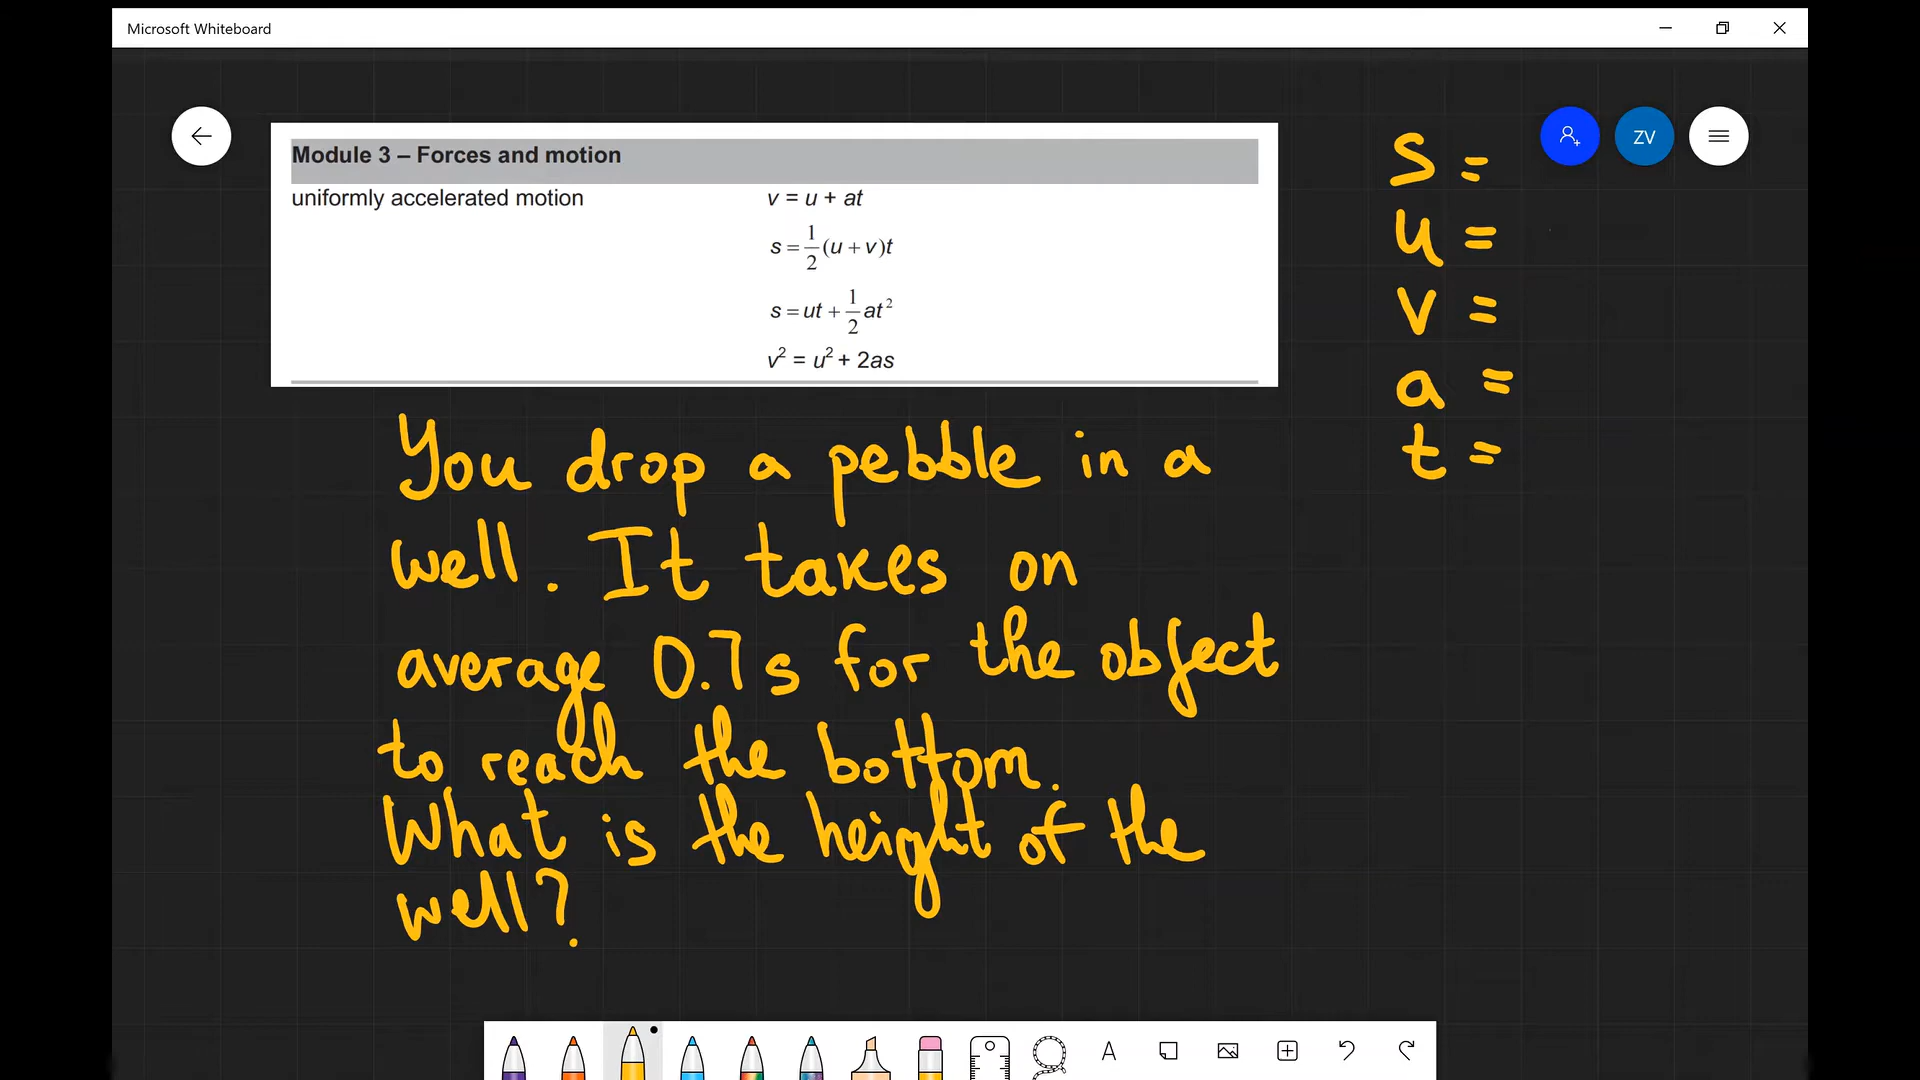 Microsoft Whiteboard
ZV
Module 3 – Forces and motion
uniformly accelerated motion
v = u + at
s = 1/2 (u + v)t
s = ut + 1/2 at²
v² = u² + 2as
s =
u =
v =
a =
t =
You drop a pebble in a
well. It takes on
average 0.7s for the object
to reach the bottom.
What is the height of the
well?
A